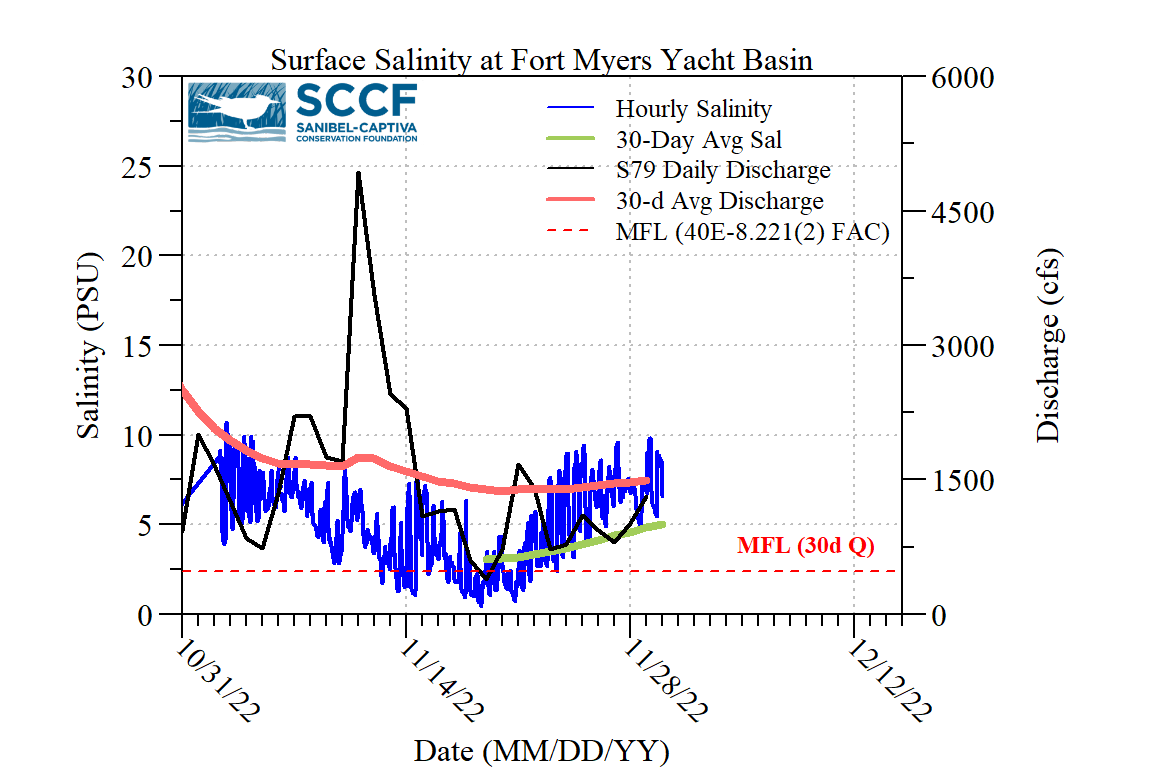 Surface Salinity at Fort Myers Yacht Basin
SCCF
SANIBEL-CAPTIVA
CONSERVATION FOUNDATION
Hourly Salinity
30-Day Avg Sal
S79 Daily Discharge
30-d Avg Discharge
MFL (40E-8.221(2) FAC)
30
25
20
15
10
5
0
Salinity (PSU)
6000
4500
3000
1500
0
Discharge (cfs)
MFL (30d Q)
10/31/22
11/14/22
11/28/22
12/12/22
Date (MM/DD/YY)